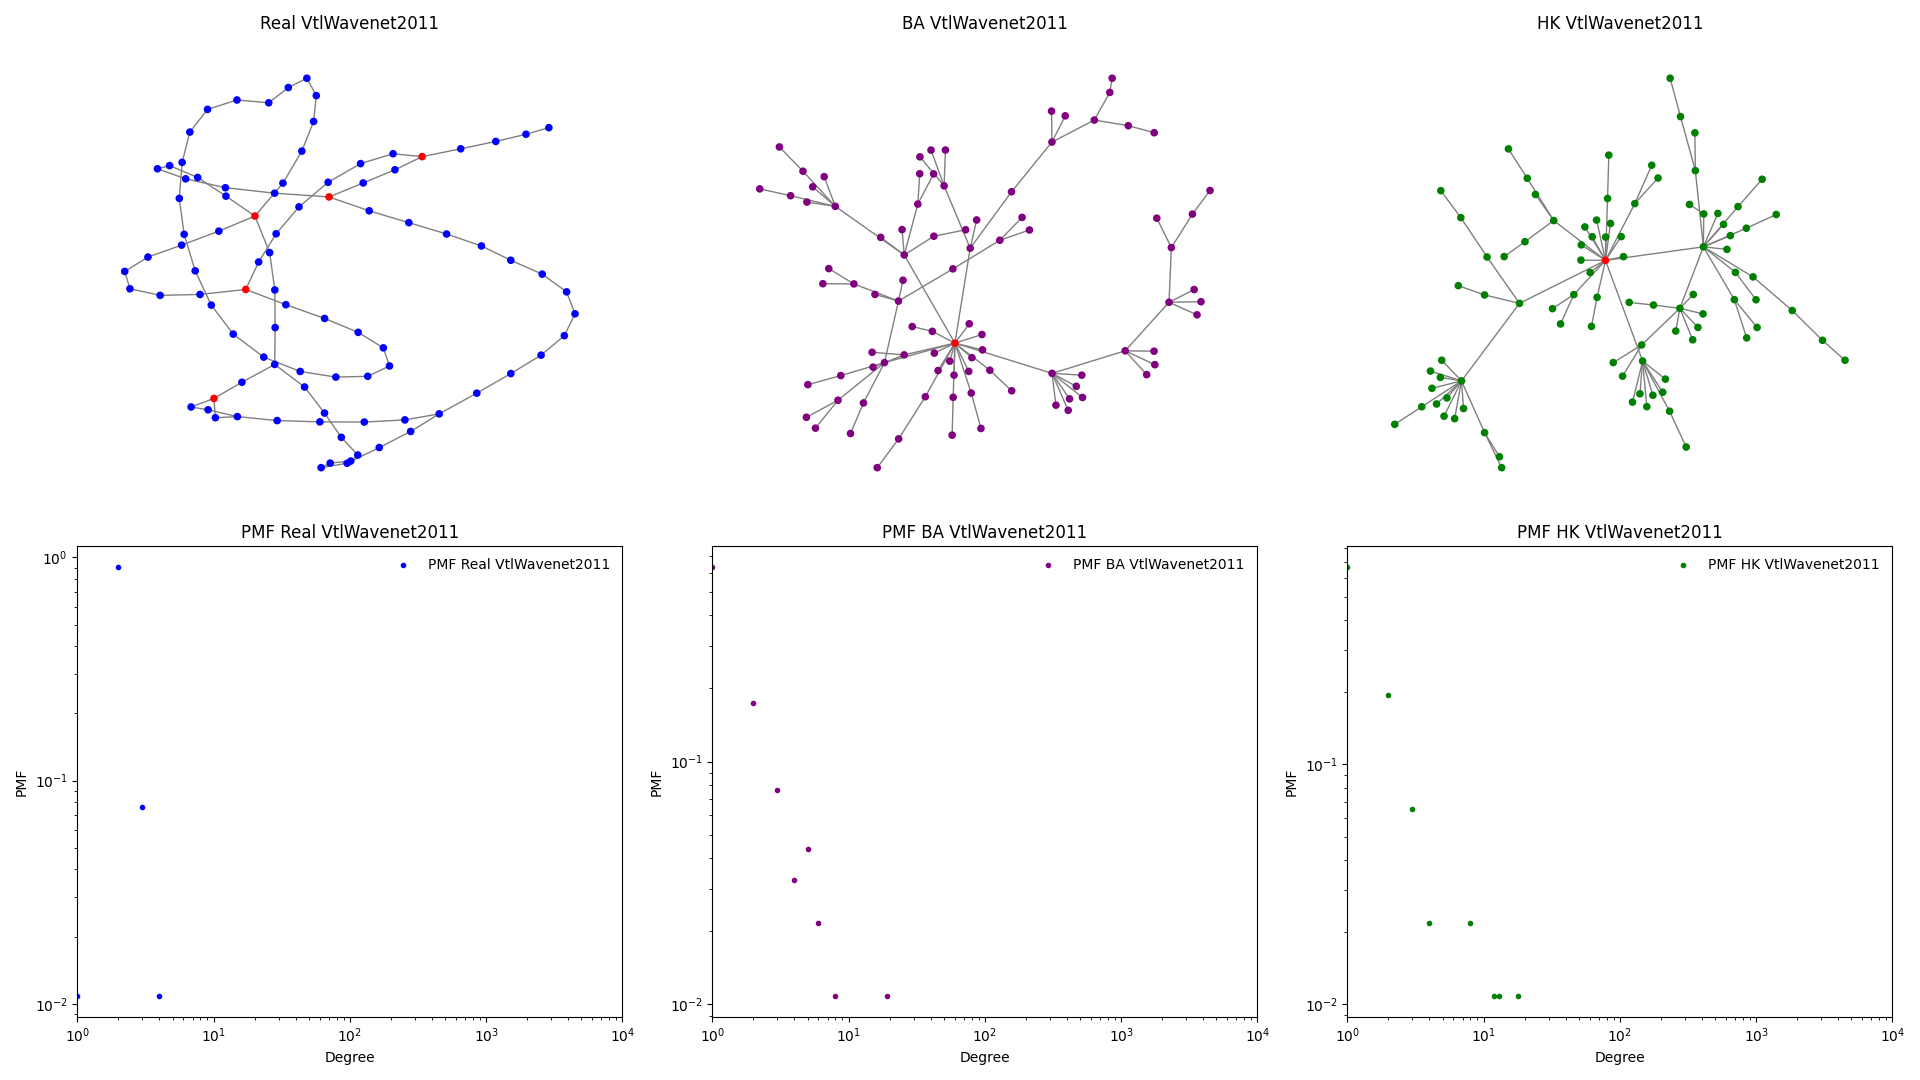 Real VtlWavenet2011
BA VtlWavenet2011
HK VtlWavenet2011
PMF Real VtlWavenet2011
PMF BA VtlWavenet2011
PMF HK VtlWavenet2011
PMF Real VtlWavenet2011
PMF BA VtlWavenet2011
PMF HK VtlWavenet2011
PMF
10⁰
10⁻¹
10⁻²
PMF
10⁻¹
10⁻²
PMF
10⁻¹
10⁻²
10⁰ 10¹ 10² 10³ 10⁴
10⁰ 10¹ 10² 10³ 10⁴
10⁰ 10¹ 10² 10³ 10⁴
Degree
Degree
Degree